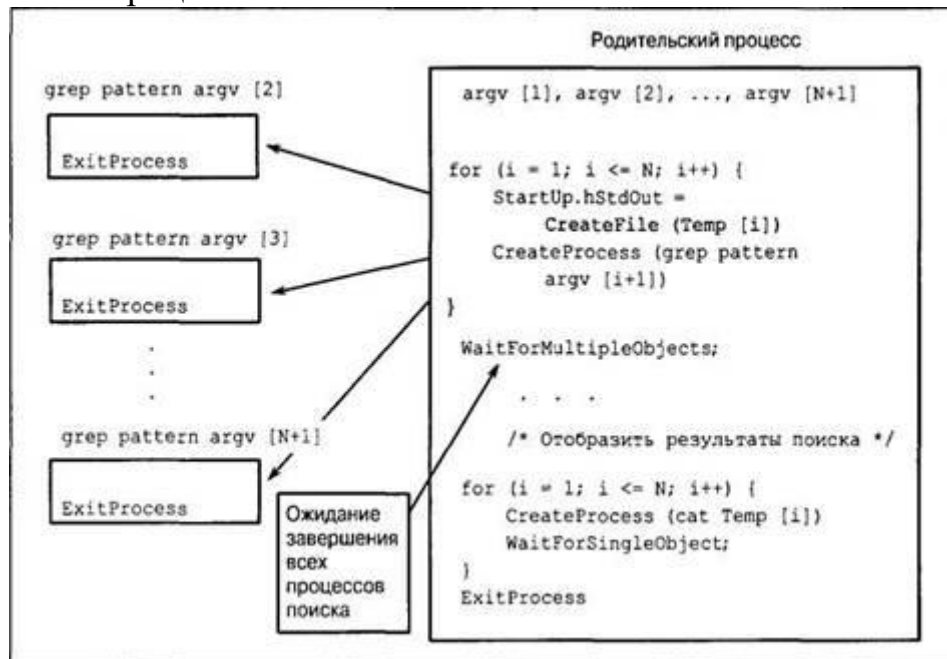 Родительский процесс
grep pattern argv [2]
ExitProcess
grep pattern argv [3]
ExitProcess
.
.
.
grep pattern argv [N+1]
ExitProcess
Ожидание
завершения
всех
процессов
поиска
argv [1], argv [2], ..., argv [N+1]
for (i = 1; i <= N; i++) {
StartUp.hStdOut =
CreateFile (Temp [i])
CreateProcess (grep pattern
argv [i+1])
}
WaitForMultipleObjects;
. . .
/* Отобразить результаты поиска */
for (i = 1; i <= N; i++) {
CreateProcess (cat Temp [i])
WaitForSingleObject;
}
ExitProcess